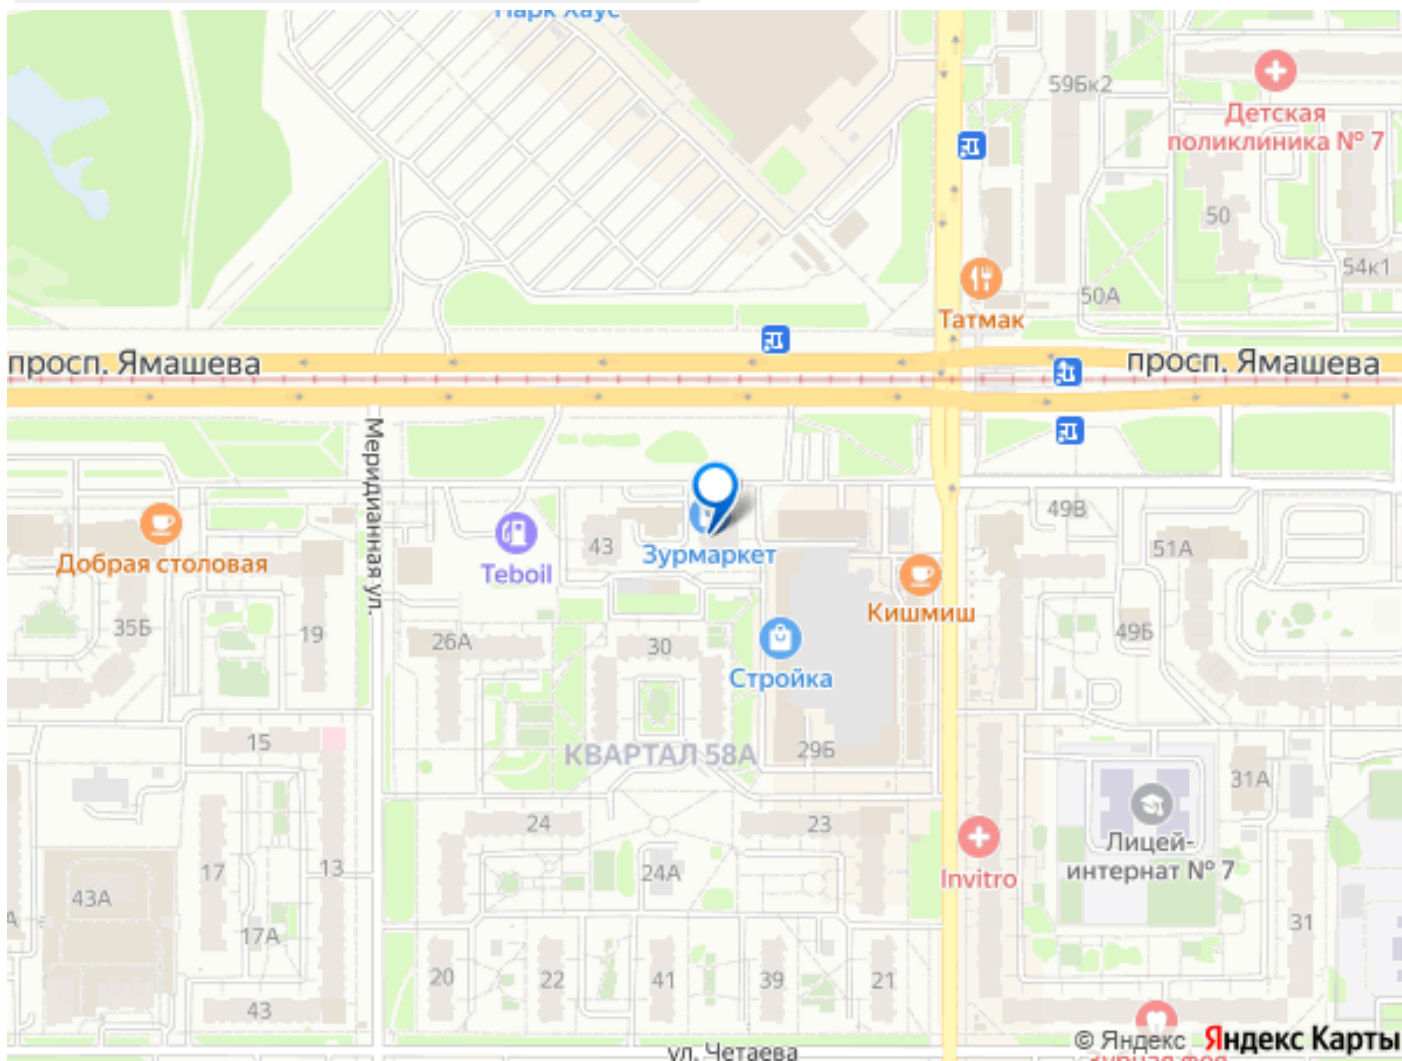 Парк Хаус
59Бк2
Детская
поликлиника № 7
50
54к1
50А
Татмак
просп. Ямашева
просп. Ямашева
Меридианная ул.
49В
43
Зурмаркет
Teboil
51А
Добрая столовая
Кишмиш
35Б
19
26А
30
49Б
Стройка
15
КВАРТАЛ 58А
29Б
31А
24
23
Лицей-
интернат № 7
17
13
24А
Invitro
43А
А
17А
31
20
22
41
39
21
43
ул. Четаева
© Яндекс Яндекс Карты